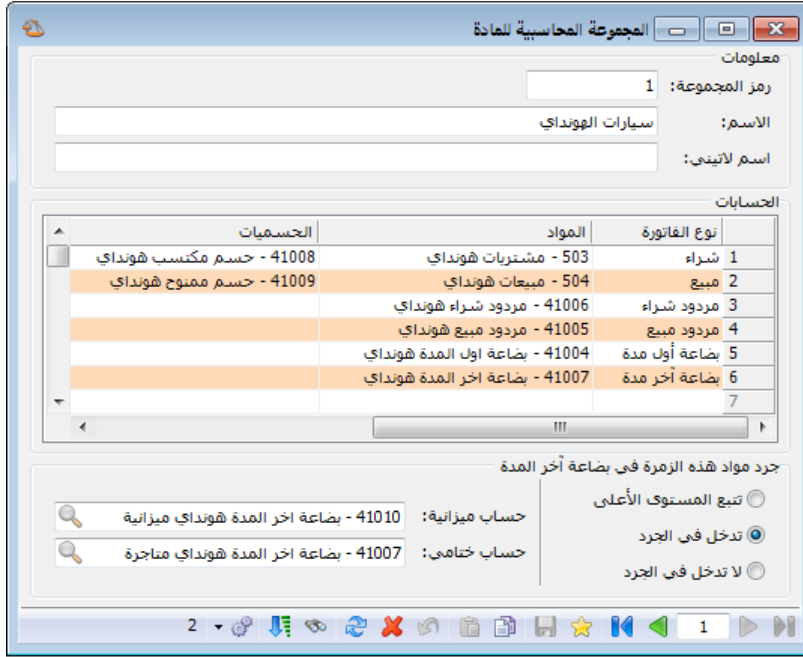 المجموعة المحاسبية للمادة
معلومات
رمز المجموعة: 1
الاسم: سيارات الهونداي
اسم لاتيني:
الحسابات
نوع الفاتورة المواد الحسميات
1 شراء 503 - مشتريات هونداي 41008 - حسم مكتسب هونداي
2 مبيع 504 - مبيعات هونداي 41009 - حسم ممنوح هونداي
3 مردود شراء 41006 - مردود شراء هونداي
4 مردود مبيع 41005 - مردود مبيع هونداي
5 بضاعة أول مدة 41004 - بضاعة اول المدة هونداي
6 بضاعة آخر مدة 41007 - بضاعة اخر المدة هونداي
7
جرد مواد هذه الزمرة في بضاعة آخر المدة
تتبع المستوى الأعلى
تدخل في الجرد
لا تدخل في الجرد
حساب ميزانية: 41010 - بضاعة اخر المدة هونداي ميزانية
حساب ختامي: 41007 - بضاعة اخر المدة هونداي متاجرة
1 2